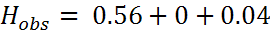 H_obs = 0.56 + 0 + 0.04